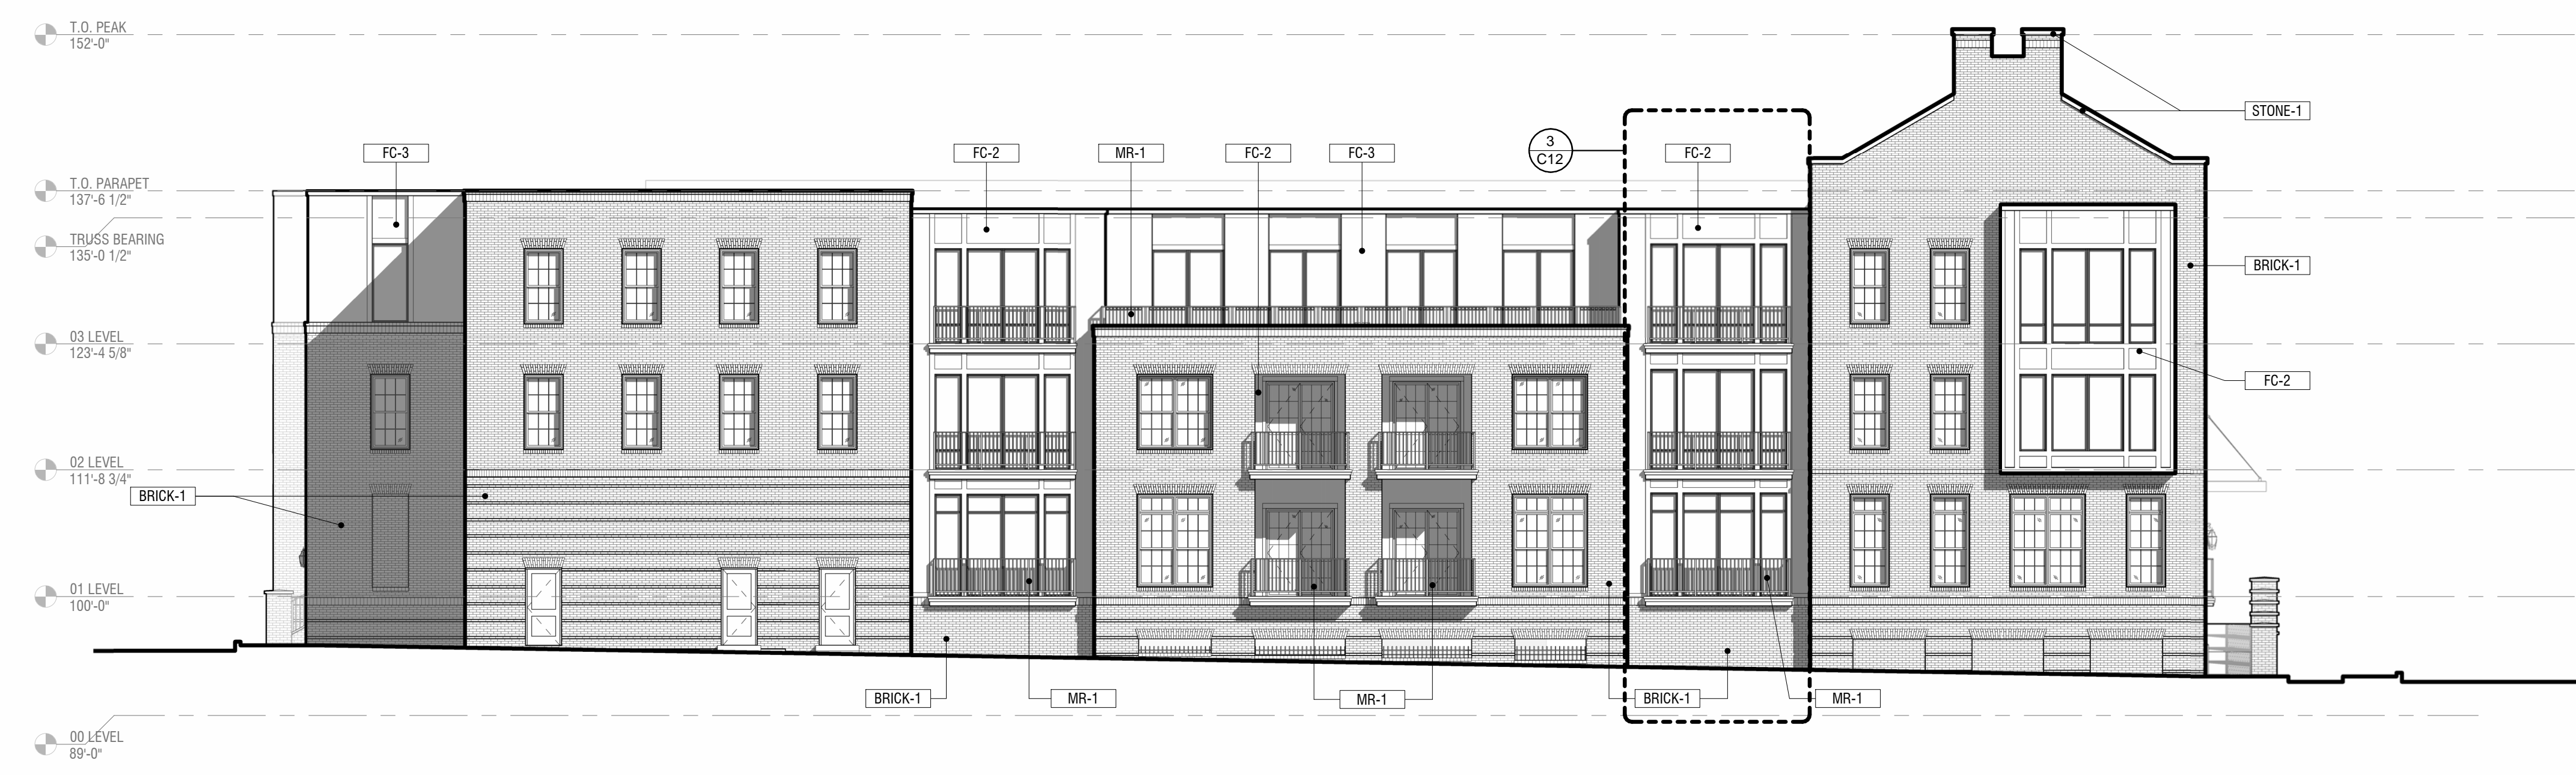 T.O. PEAK
152'-0"
STONE-1
3
C12
FC-3
FC-2
MR-1
FC-2
FC-3
FC-2
T.O. PARAPET
137'-6 1/2"
TRUSS BEARING
135'-0 1/2"
BRICK-1
03 LEVEL
123'-4 5/8"
FC-2
02 LEVEL
111'-8 3/4"
BRICK-1
01 LEVEL
100'-0"
BRICK-1
MR-1
MR-1
BRICK-1
MR-1
00 LEVEL
89'-0"